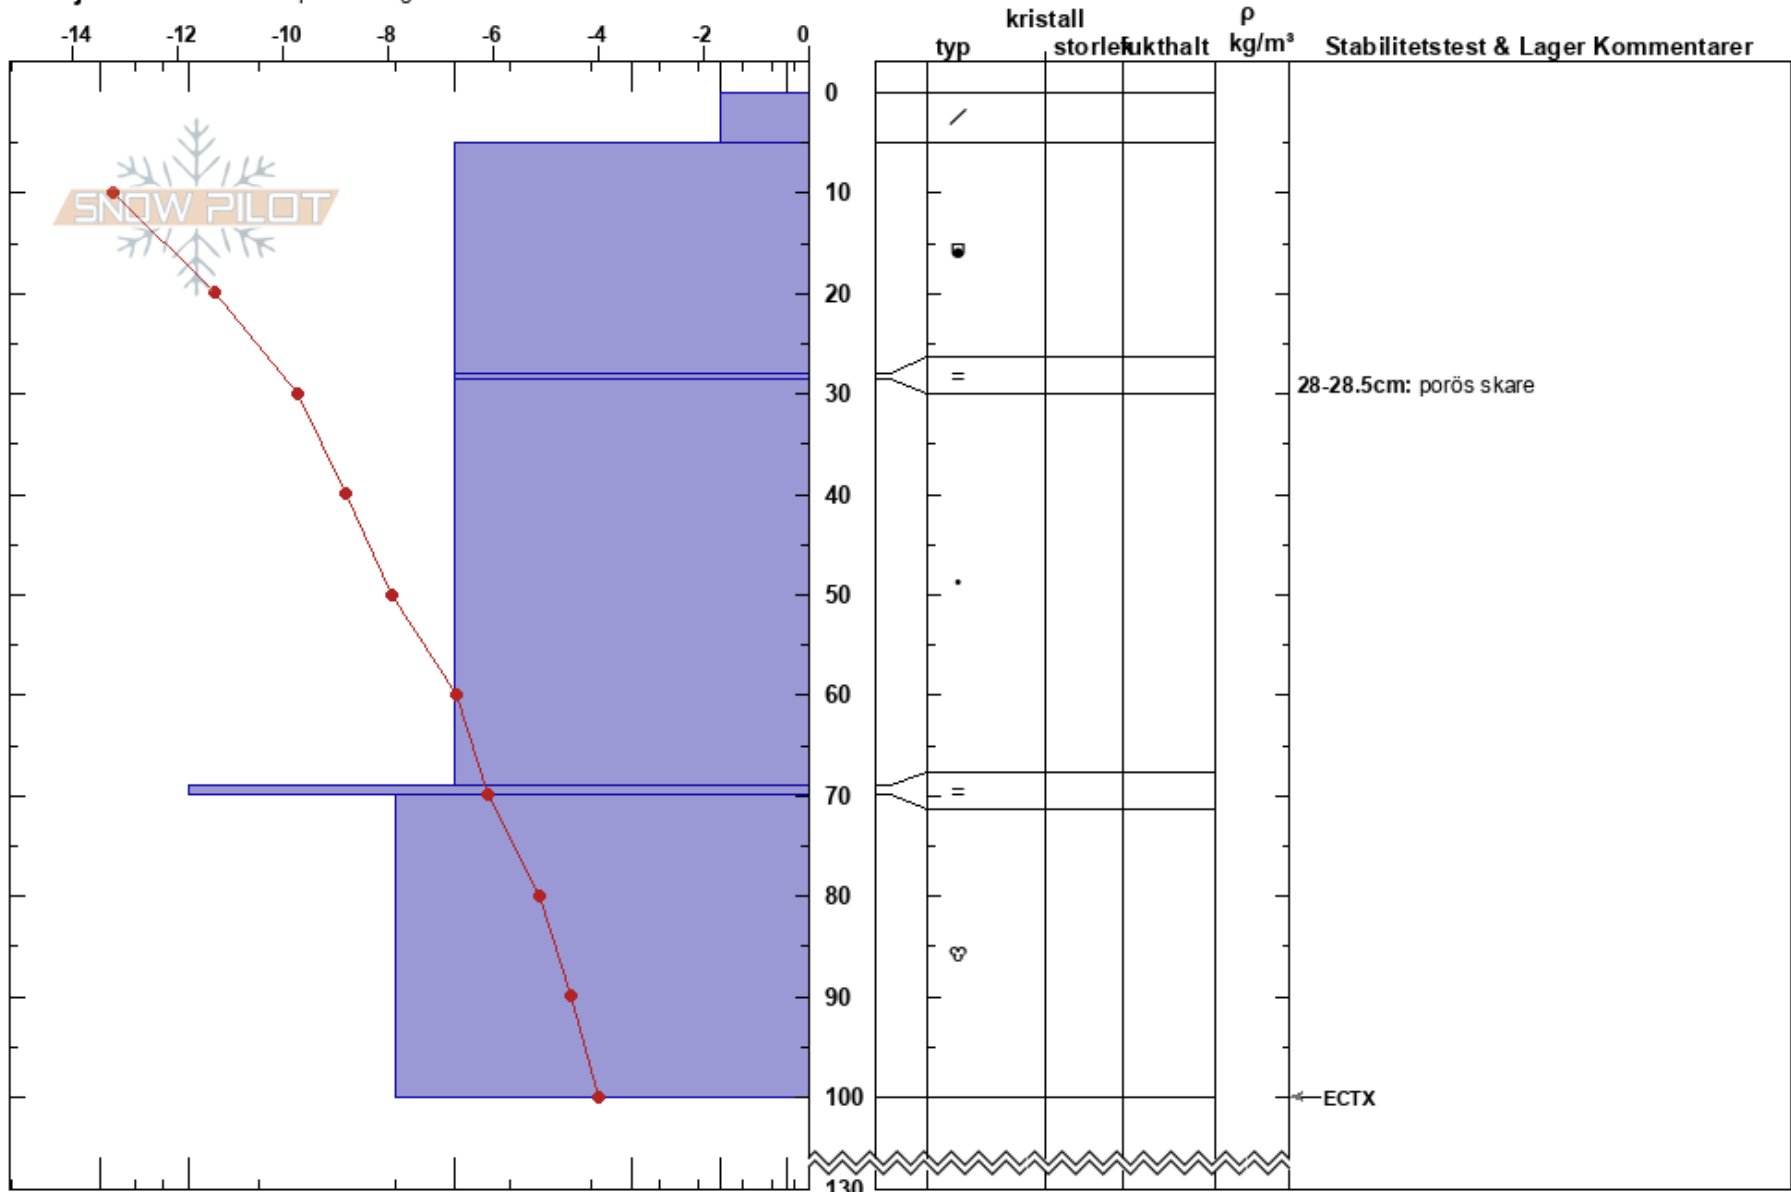 kristall ρ
-14 -12 -10 -8 -6 -4 -2 0 typ storlek fukthalt kg/m³ Stabilitetstest & Lager Kommentarer
0
SNOW PILOT
10
20
28-28.5cm: porös skare
30
40
50
60
70
80
90
100
ECTX
130